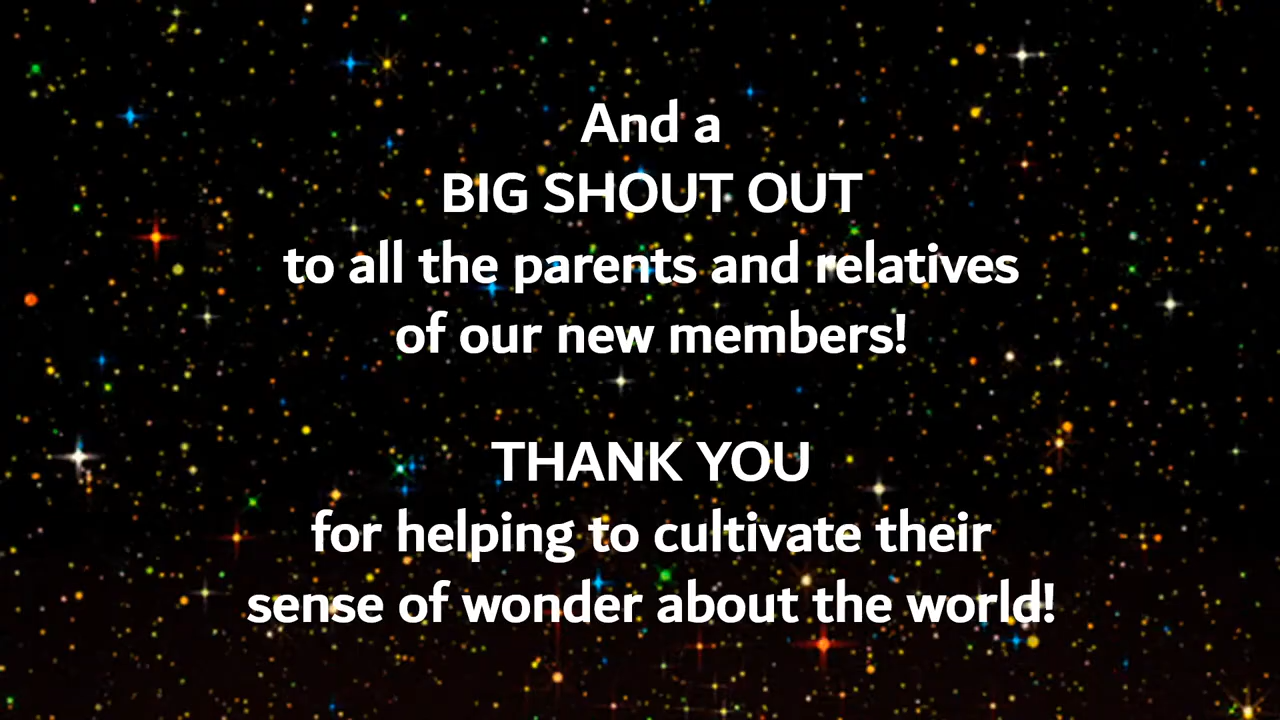 And a
BIG SHOUT OUT
to all the parents and relatives
of our new members!
THANK YOU
for helping to cultivate their
sense of wonder about the world!